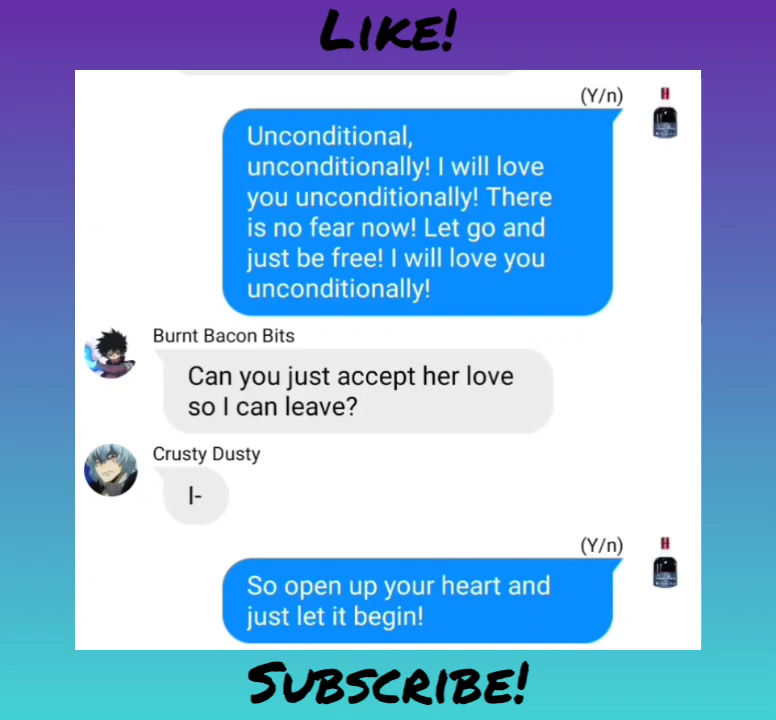 LIKE!
(Y/n)
Unconditional,
unconditionally! I will love
you unconditionally! There
is no fear now! Let go and
just be free! I will love you
unconditionally!
Burnt Bacon Bits
Can you just accept her love
so I can leave?
Crusty Dusty
I-
(Y/n)
So open up your heart and
just let it begin!
SUBSCRIBE!